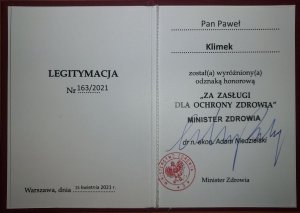 LEGITYMACJA
Nr 163/2021
Warszawa, dnia 21 kwietnia 2021 r.
Pan Paweł
Klimek
został(a) wyróżniony(a)
odznaką honorową
„ZA ZASŁUGI
DLA OCHRONY ZDROWIA”
MINISTER ZDROWIA
dr n. ekon. Adam Niedzielski
Minister Zdrowia